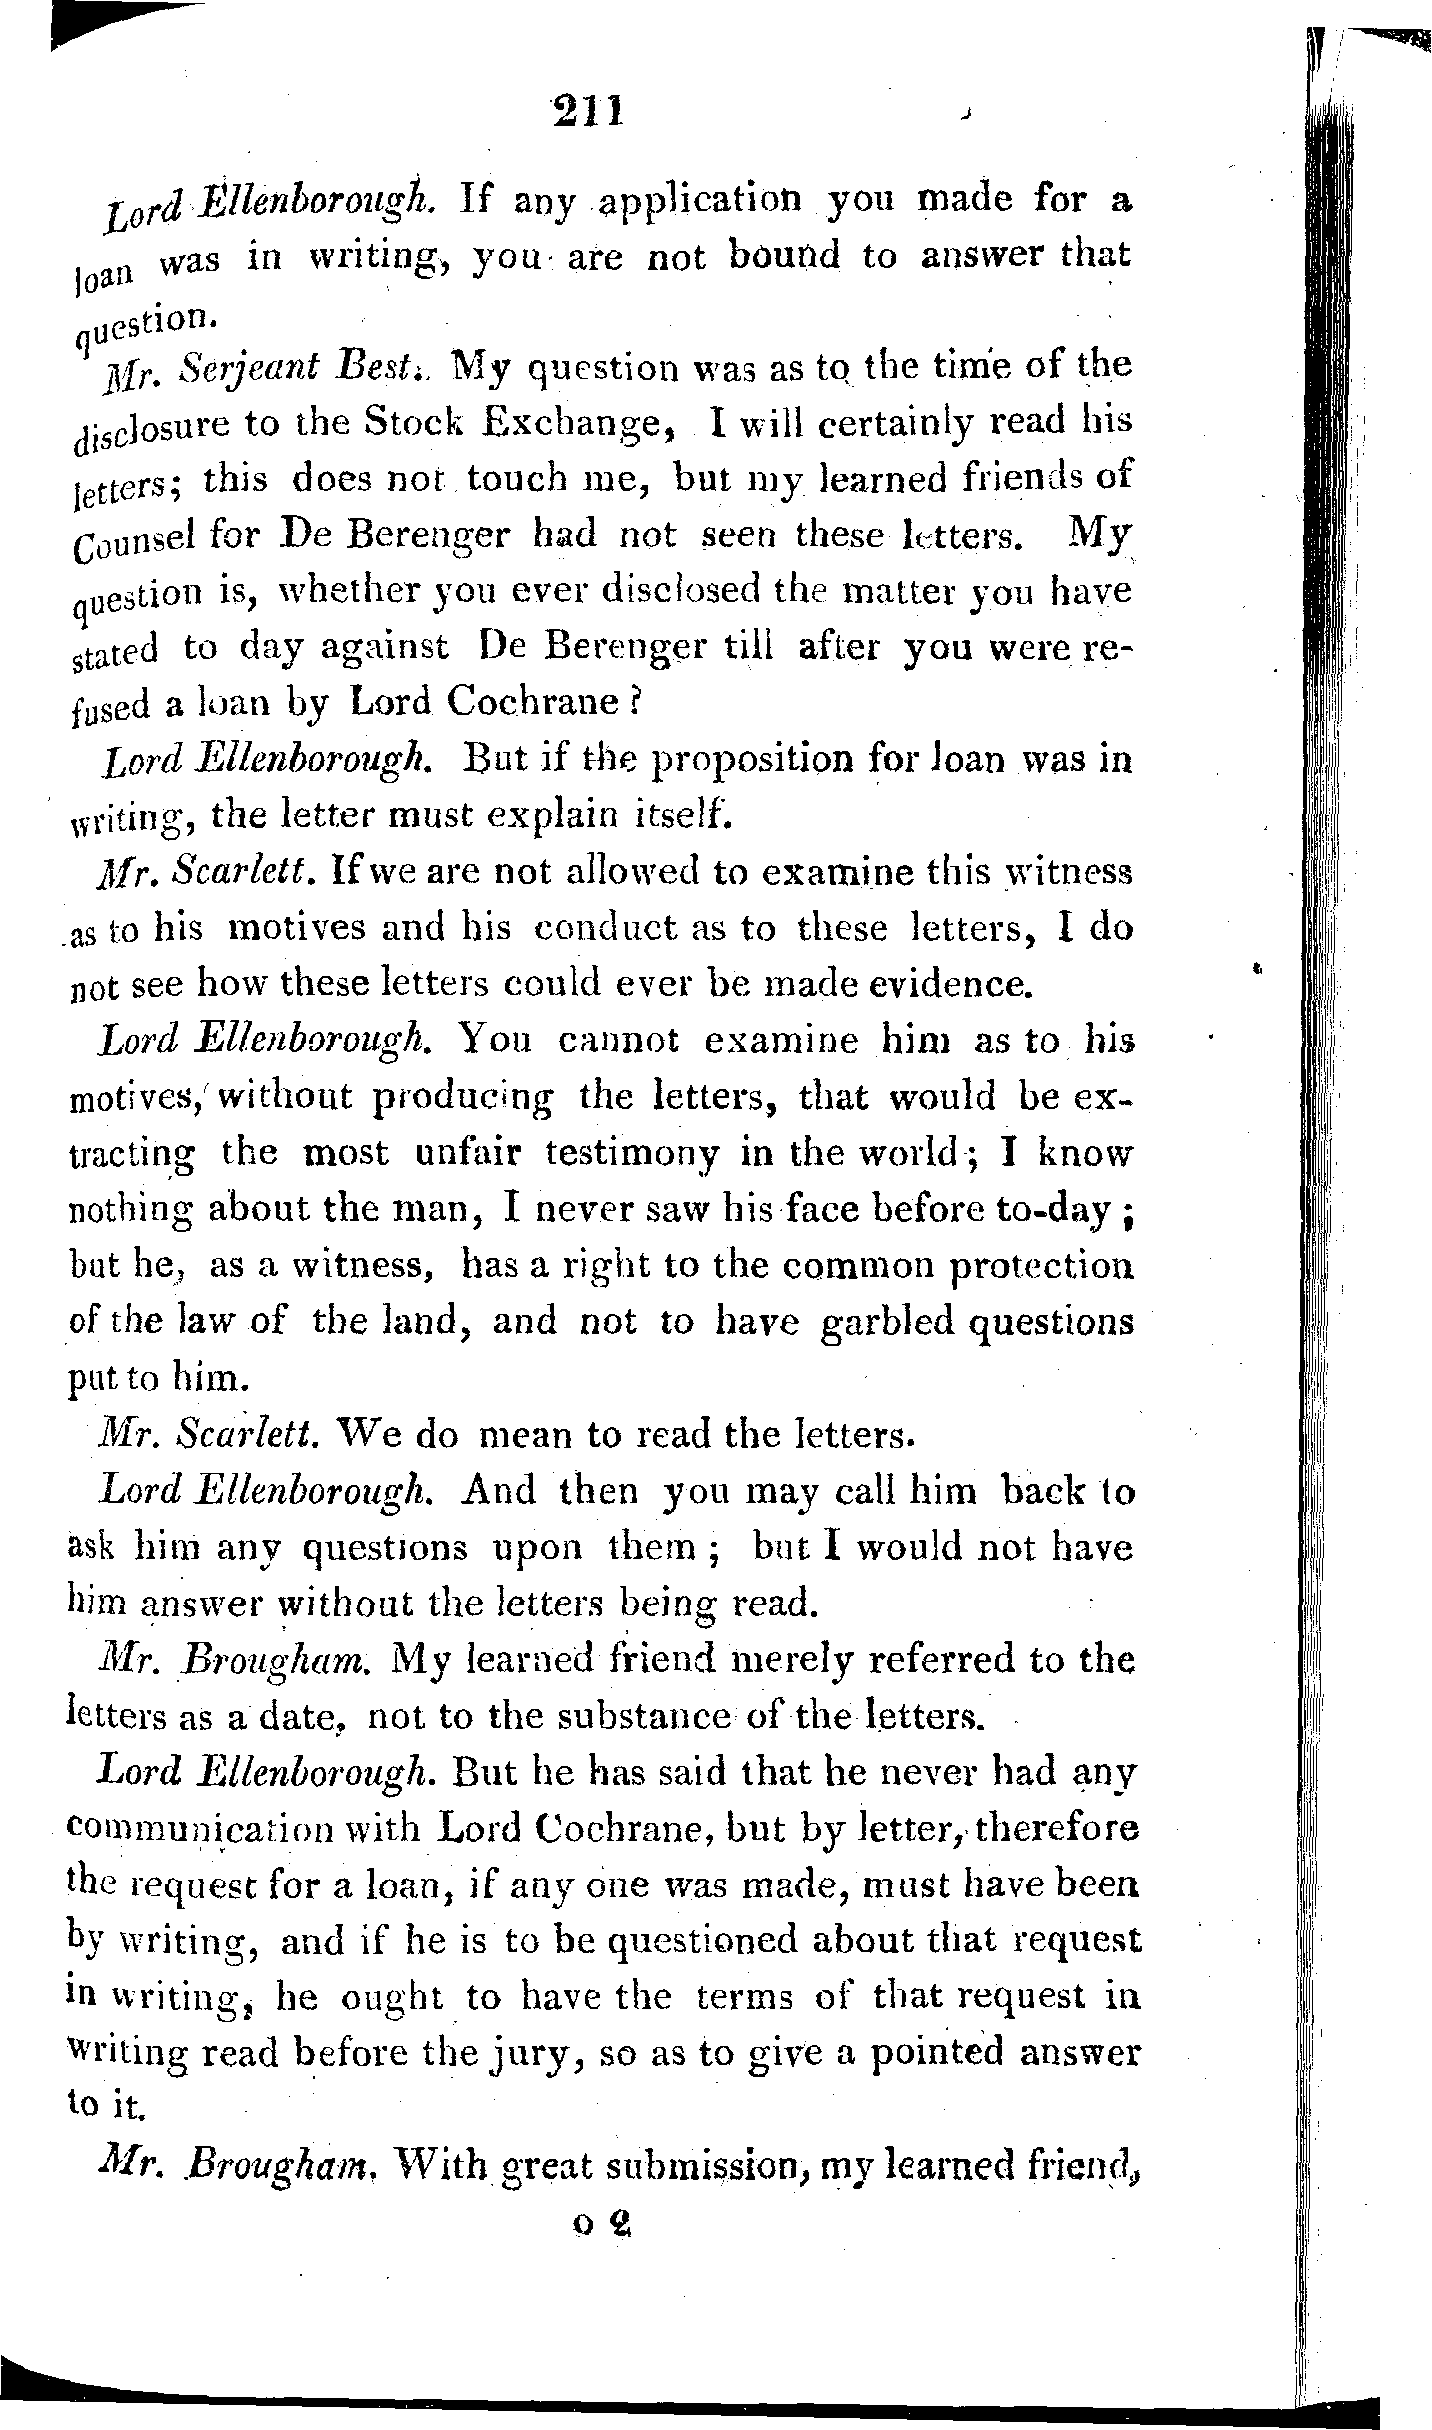 211
Lord Ellenborough. If any application you made for a
loan was in writing, you are not bound to answer that
question.
Mr. Serjeant Best. My question was as to the time of the
disclosure to the Stock Exchange, I will certainly read his
letters; this does not touch me, but my learned friends of
Counsel for De Berenger had not seen these letters. My
question is, whether you ever disclosed the matter you have
stated to day against De Berenger till after you were re-
fused a loan by Lord Cochrane?
Lord Ellenborough. But if the proposition for loan was in
writing, the letter must explain itself.
Mr. Scarlett. If we are not allowed to examine this witness
as to his motives and his conduct as to these letters, I do
not see how these letters could ever be made evidence.
Lord Ellenborough. You cannot examine him as to his
motives, without producing the letters, that would be ex-
tracting the most unfair testimony in the world; I know
nothing about the man, I never saw his face before to-day;
but he, as a witness, has a right to the common protection
of the law of the land, and not to have garbled questions
put to him.
Mr. Scarlett. We do mean to read the letters.
Lord Ellenborough. And then you may call him back to
ask him any questions upon them; but I would not have
him answer without the letters being read.
Mr. Brougham. My learned friend merely referred to the
letters as a date, not to the substance of the letters.
Lord Ellenborough. But he has said that he never had any
communication with Lord Cochrane, but by letter, therefore
the request for a loan, if any one was made, must have been
by writing, and if he is to be questioned about that request
in writing, he ought to have the terms of that request in
writing read before the jury, so as to give a pointed answer
to it.
Mr. Brougham. With great submission, my learned friend,
O 2